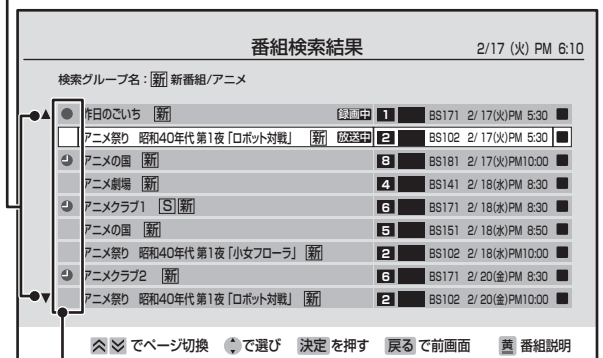 番組検索結果 2/17 (火) PM 6:10
検索グループ名：新 新番組/アニメ
▲ 昨日のごいち 新 録画中 1 BS171 2/17(火)PM 5:30
アニメ祭り 昭和40年代 第1夜「ロボット対戦」 新 放送中 2 BS102 2/17(火)PM 5:30
アニメの国 新 8 BS181 2/17(火)PM10:00
アニメ劇場 新 4 BS141 2/18(水)PM 8:30
アニメクラブ1 S 新 6 BS171 2/18(水)PM 8:30
アニメの国 新 5 BS151 2/18(水)PM 8:50
アニメ祭り 昭和40年代 第1夜「小女フローラ」 新 2 BS102 2/18(水)PM10:00
アニメクラブ2 新 6 BS171 2/20(金)PM 8:30
▼ アニメ祭り 昭和40年代 第1夜「ロボット対戦」 新 2 BS102 2/20(金)PM10:00
でページ切換 で選び 決定 を押す 戻る で前画面 黄 番組説明